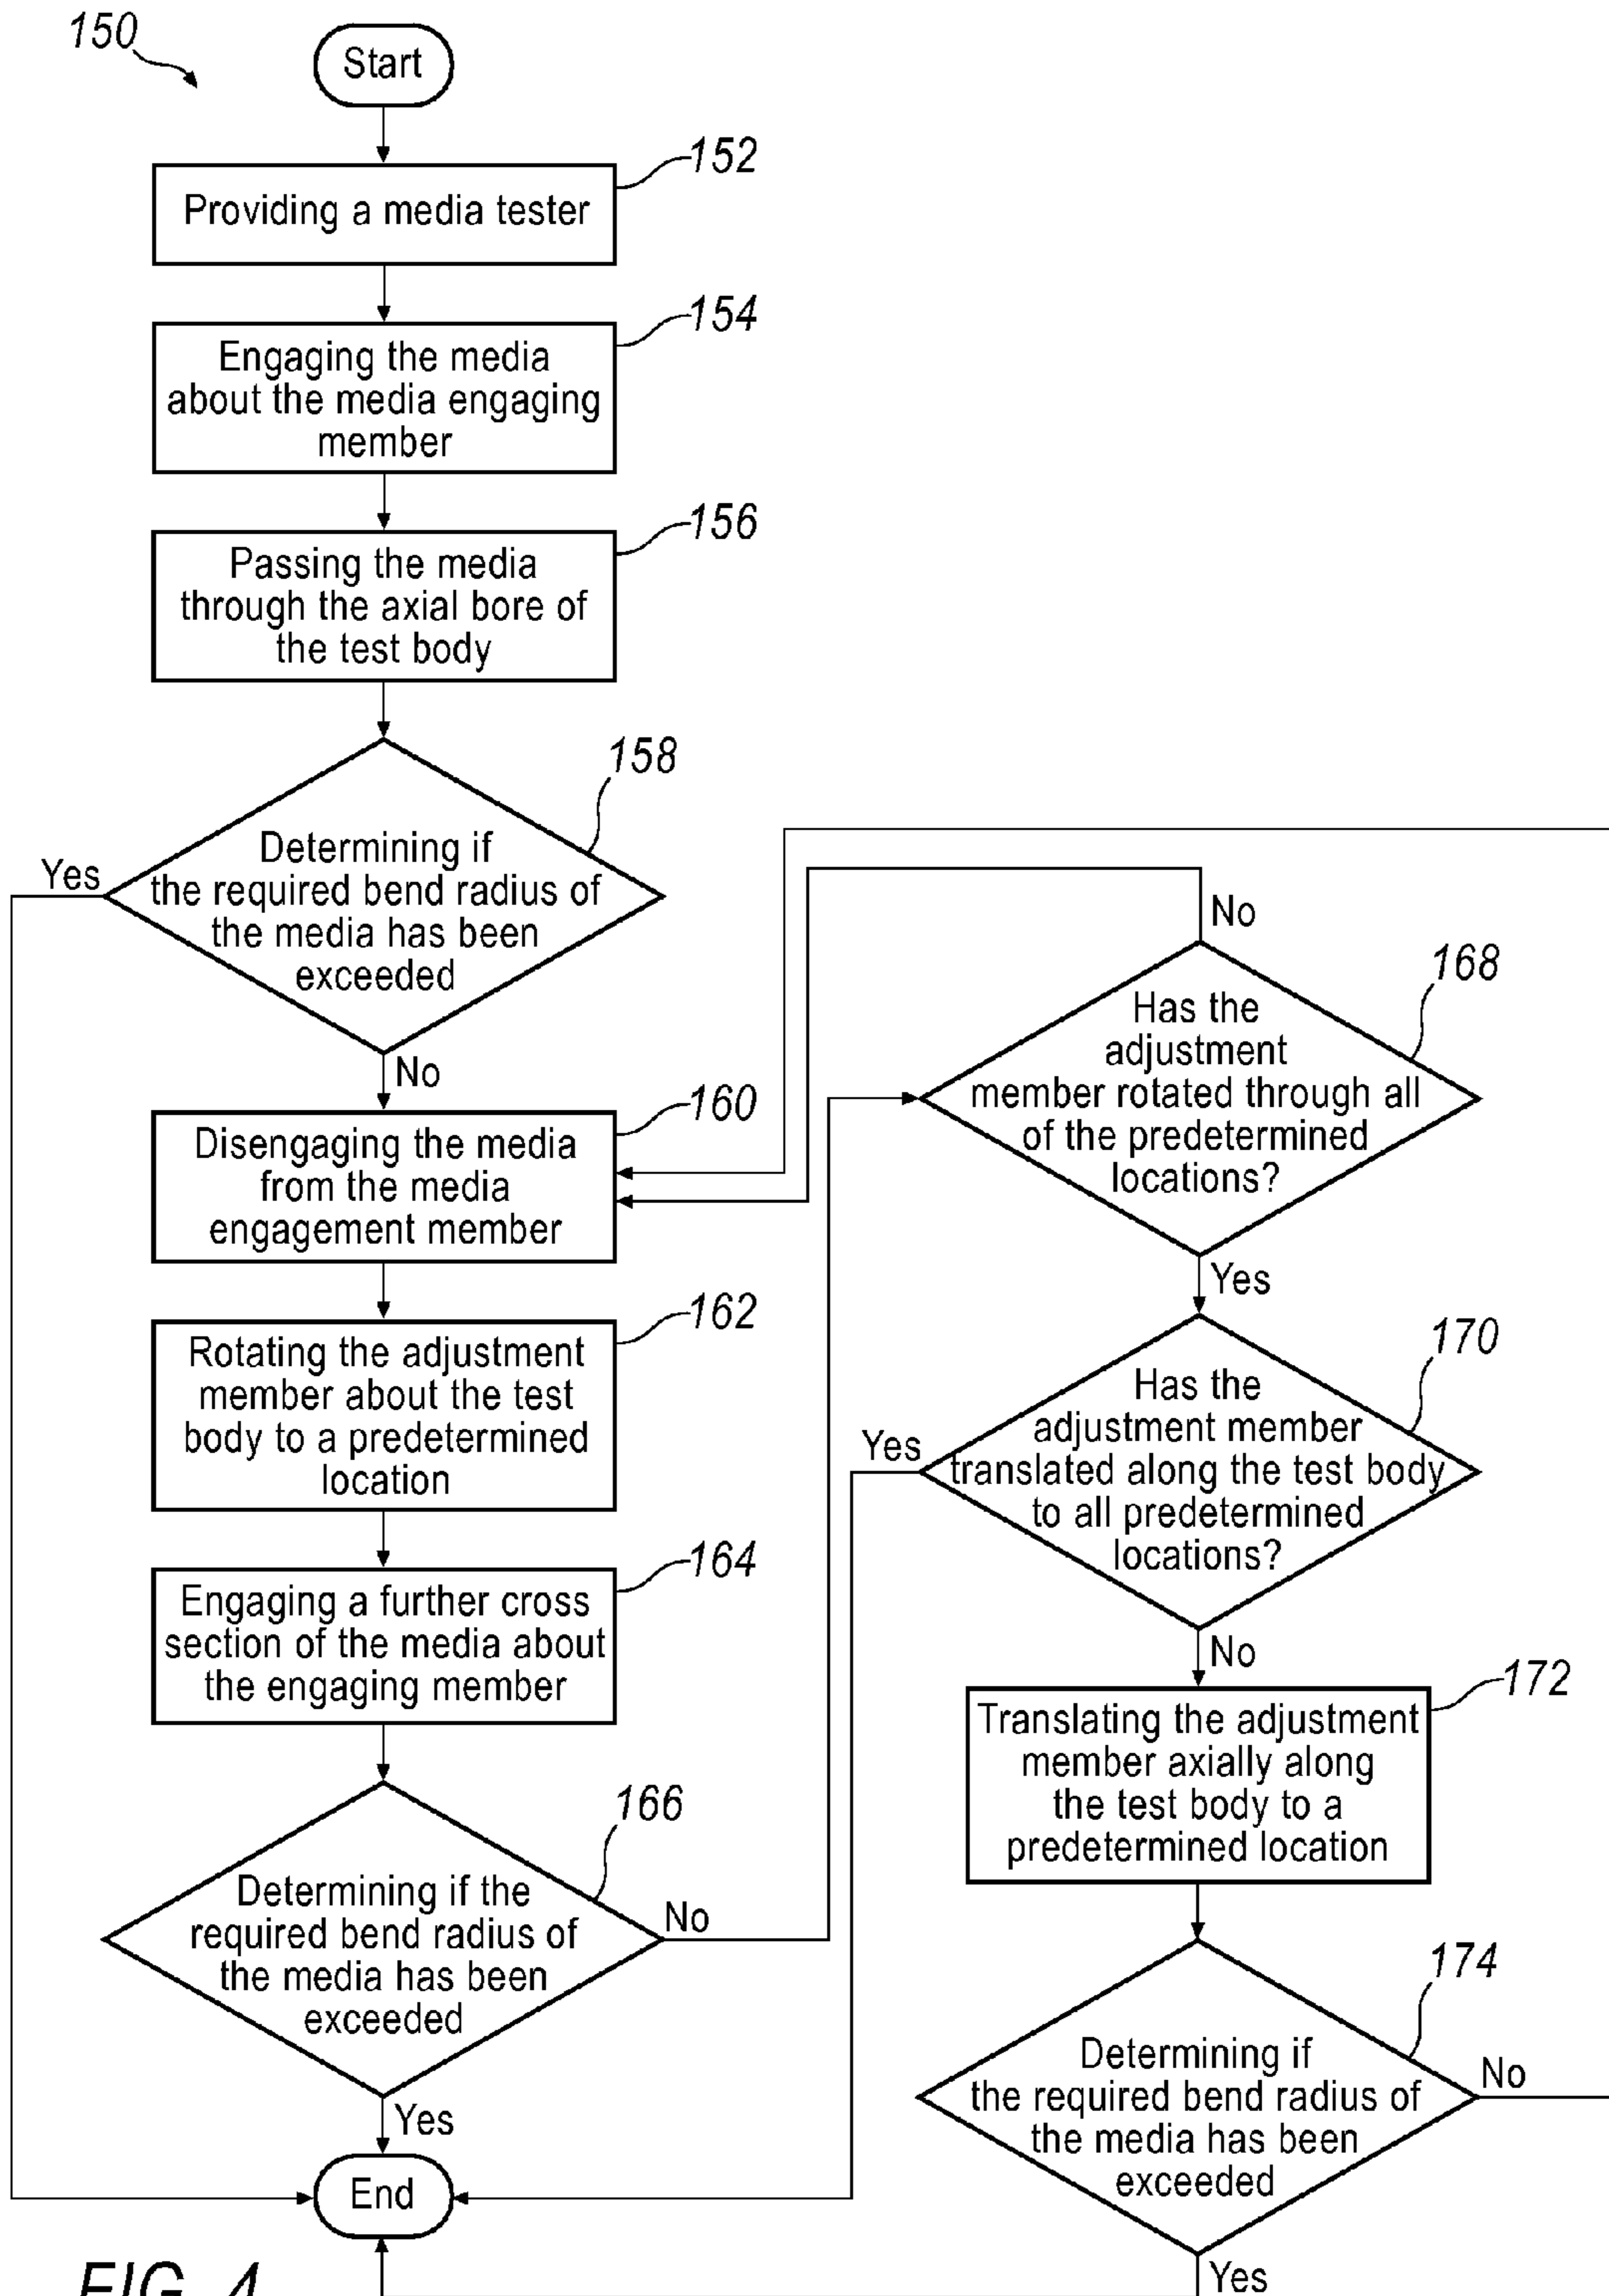 150
Start
152
Providing a media tester
154
Engaging the media
about the media engaging
member
156
Passing the media
through the axial bore of
the test body
158
Determining if
the required bend radius of
the media has been
exceeded
Yes
No
160
Disengaging the media
from the media
engagement member
162
Rotating the adjustment
member about the test
body to a predetermined
location
164
Engaging a further cross
section of the media about
the engaging member
166
Determining if the
required bend radius of
the media has been
exceeded
No
Yes
End
No
168
Has the
adjustment
member rotated through all
of the predetermined
locations?
Yes
170
Has the
adjustment member
translated along the test body
to all predetermined
locations?
Yes
No
172
Translating the adjustment
member axially along
the test body to a
predetermined location
174
Determining if
the required bend radius of
the media has been
exceeded
No
Yes
FIG. 4